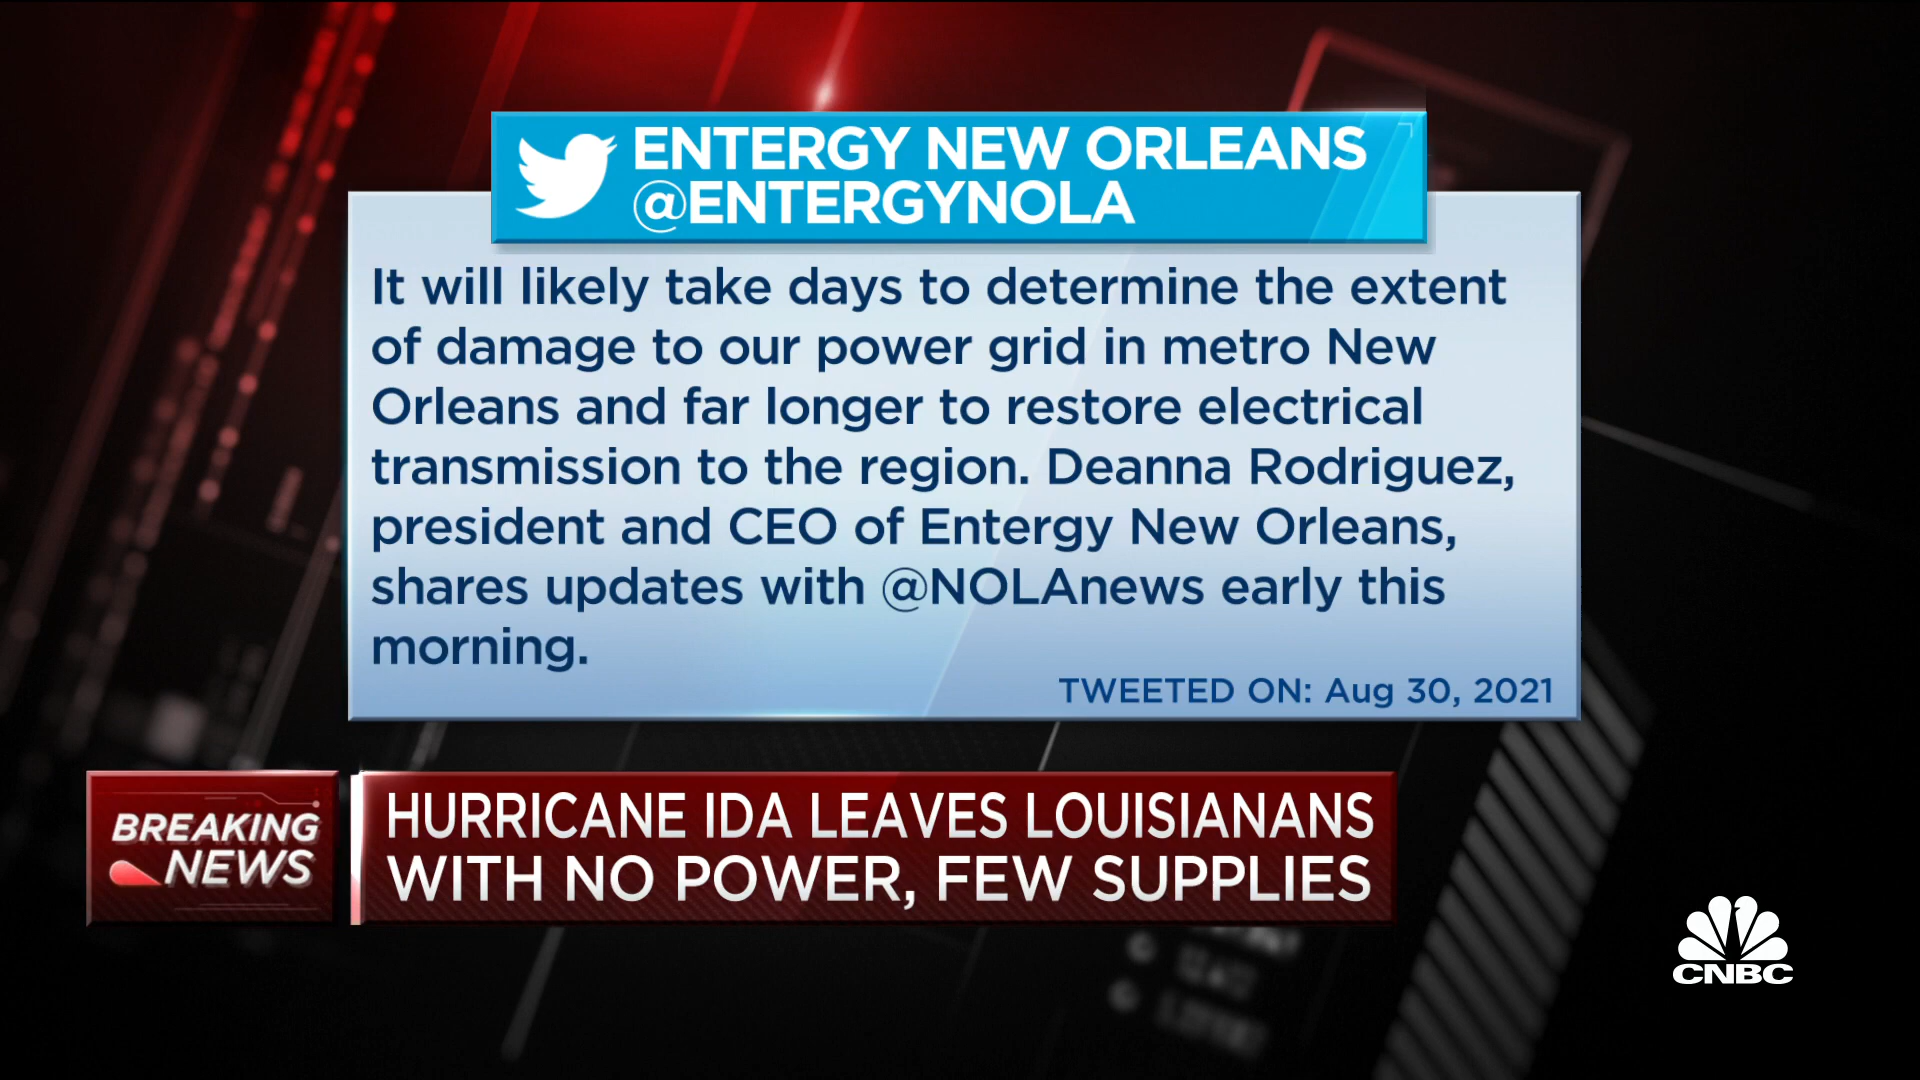 ENTERGY NEW ORLEANS
@ENTERGYNOLA
It will likely take days to determine the extent
of damage to our power grid in metro New
Orleans and far longer to restore electrical
transmission to the region. Deanna Rodriguez,
president and CEO of Entergy New Orleans,
shares updates with @NOLAnews early this
morning.
TWEETED ON: Aug 30, 2021
BREAKING
NEWS
HURRICANE IDA LEAVES LOUISIANANS
WITH NO POWER, FEW SUPPLIES
CNBC